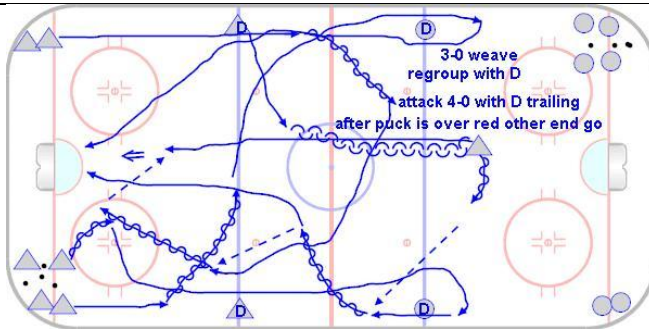 D
D
3-0 weave
regroup with D
attack 4-0 with D trailing
after puck is over red other end go
D
D